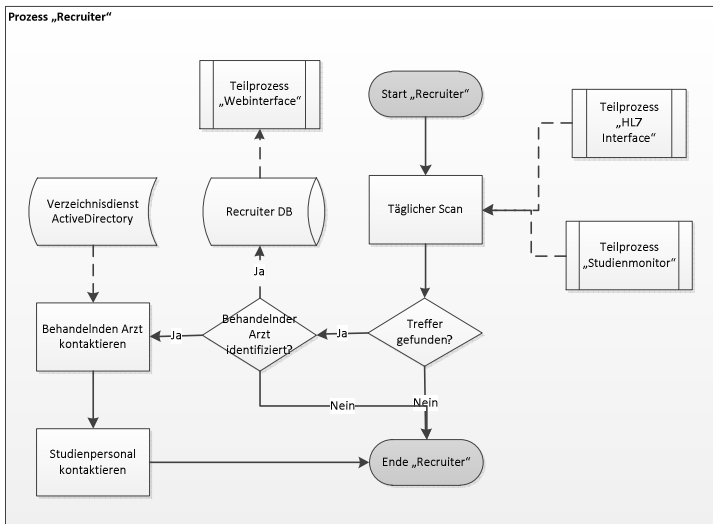 Prozess „Recruiter“
Teilprozess
„Webinterface“
Start „Recruiter“
Teilprozess
„HL7
Interface“
Verzeichnisdienst
ActiveDirectory
Recruiter DB
Täglicher Scan
Teilprozess
„Studienmonitor“
Ja
Behandelnden Arzt
kontaktieren
Ja
Behandelnder
Arzt
identifiziert?
Ja
Treffer
gefunden?
Nein
Nein
Studienpersonal
kontaktieren
Ende „Recruiter“